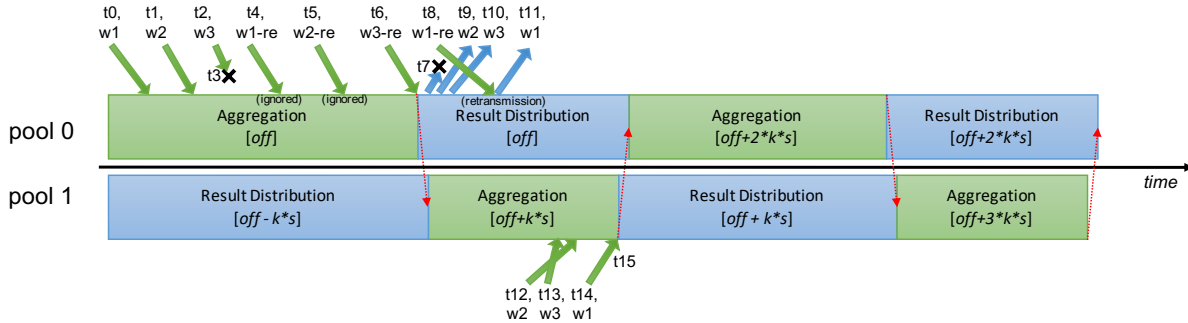 t0, t1, t2, t4, t5, t6, t8, t9, t10, t11,
w1 w2 w3 w1-re w2-re w3-re w1-re w2 w3 w1
t3 t7
(ignored) (ignored) (retransmission)
pool 0
Aggregation
[off]
Result Distribution
[off]
Aggregation
[off+2*k*s]
Result Distribution
[off+2*k*s]
time
pool 1
Result Distribution
[off - k*s]
Aggregation
[off+k*s]
Result Distribution
[off + k*s]
Aggregation
[off+3*k*s]
t15
t12, t13, t14,
w2 w3 w1